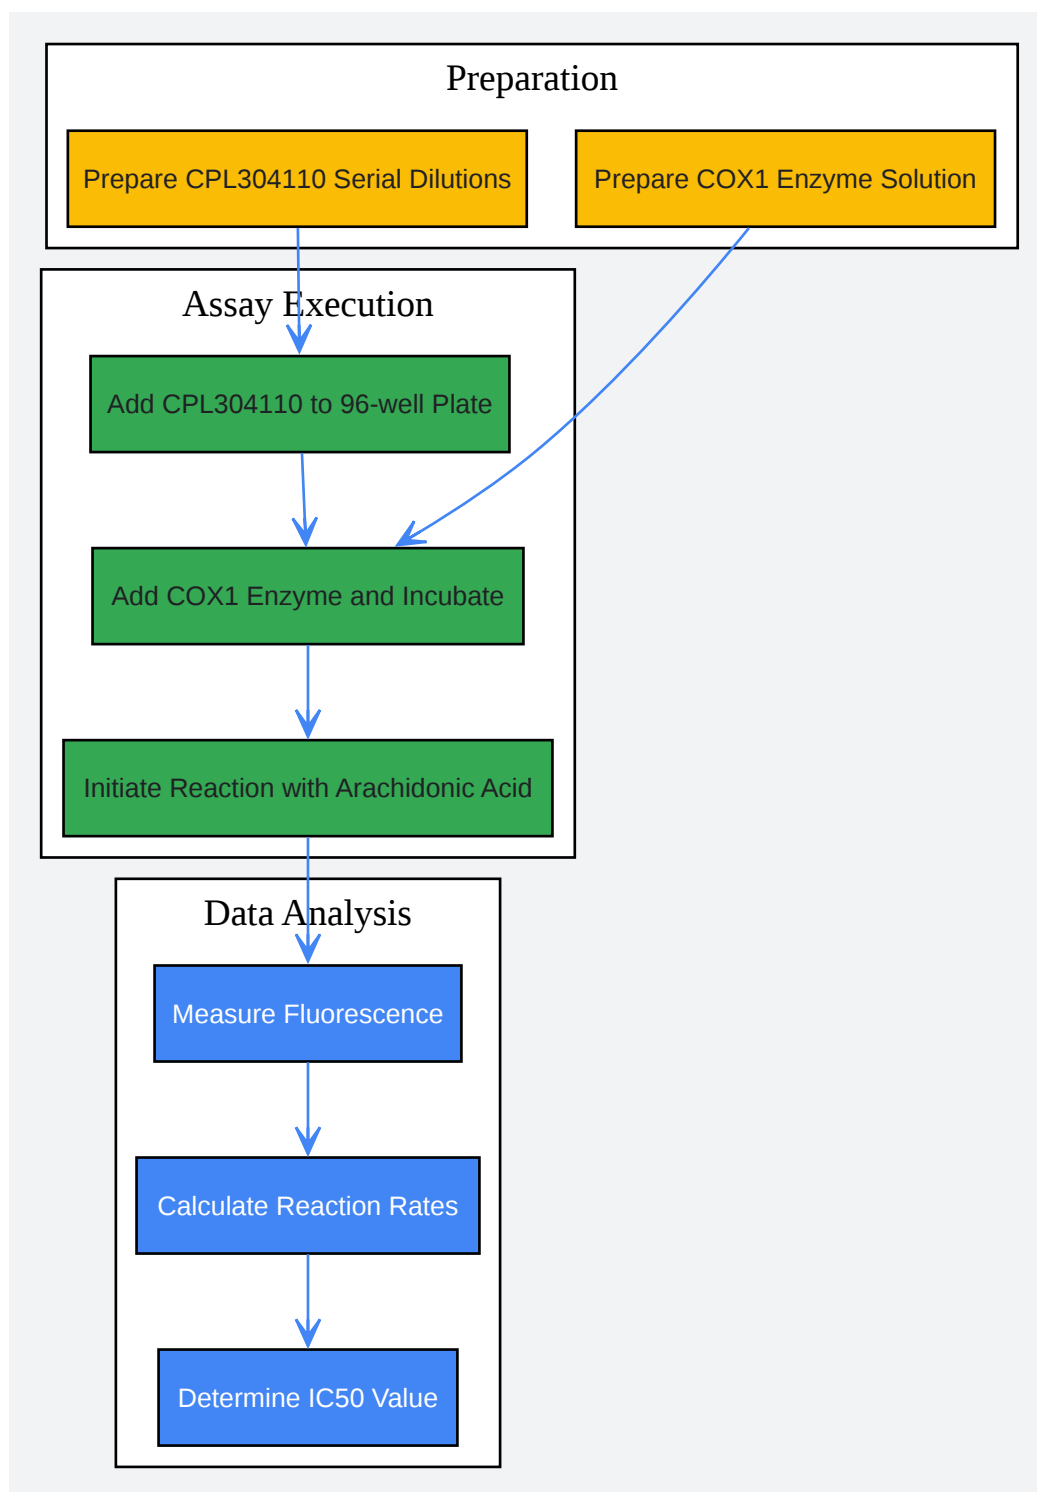 Preparation
Prepare CPL304110 Serial Dilutions
Prepare COX1 Enzyme Solution
Assay Execution
Add CPL304110 to 96-well Plate
Add COX1 Enzyme and Incubate
Initiate Reaction with Arachidonic Acid
Data Analysis
Measure Fluorescence
Calculate Reaction Rates
Determine IC50 Value